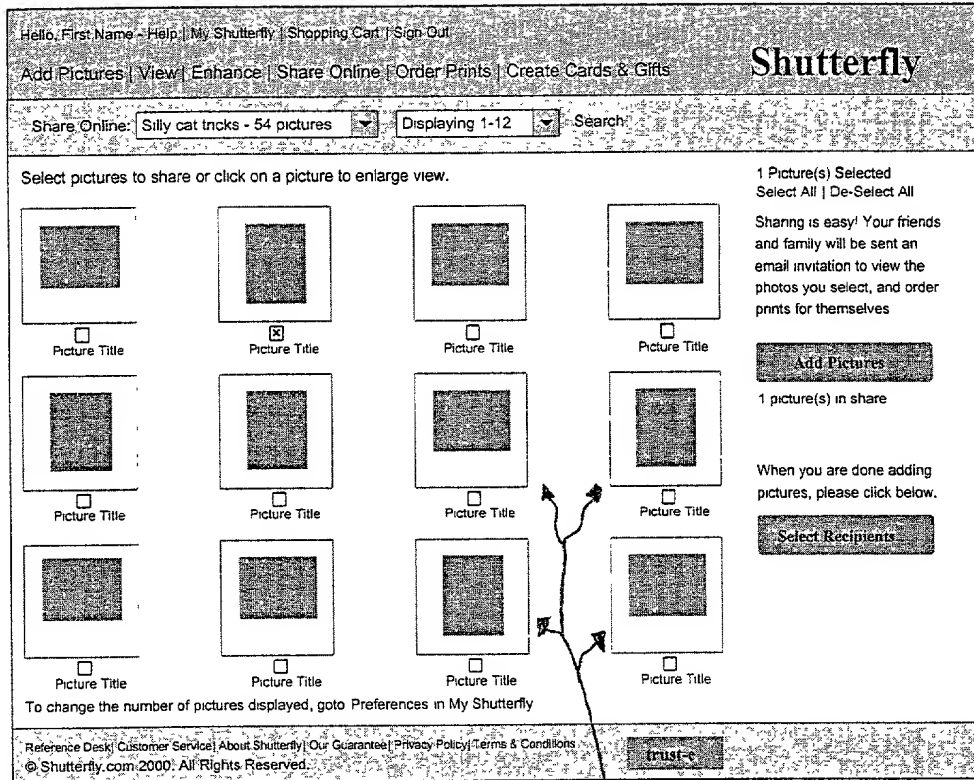 Hello, First Name - Help | My Shutterfly | Shopping Cart | Sign Out
Add Pictures | View | Enhance | Share Online | Order Prints | Create Cards & Gifts
Shutterfly
Share Online: Silly cat tricks - 54 pictures Displaying 1-12 Search:
Select pictures to share or click on a picture to enlarge view.
1 Picture(s) Selected
Select All | De-Select All
Sharing is easy! Your friends
and family will be sent an
email invitation to view the
photos you select, and order
prints for themselves
Picture Title Picture Title Picture Title Picture Title
Add Pictures
1 picture(s) in share
When you are done adding
pictures, please click below.
Picture Title Picture Title Picture Title Picture Title
Select Recipients
Picture Title Picture Title Picture Title Picture Title
To change the number of pictures displayed, goto Preferences in My Shutterfly
Reference Desk| Customer Service| About Shutterfly| Our Guarantee| Privacy Policy| Terms & Conditions
trust-e
© Shutterfly.com 2000. All Rights Reserved.